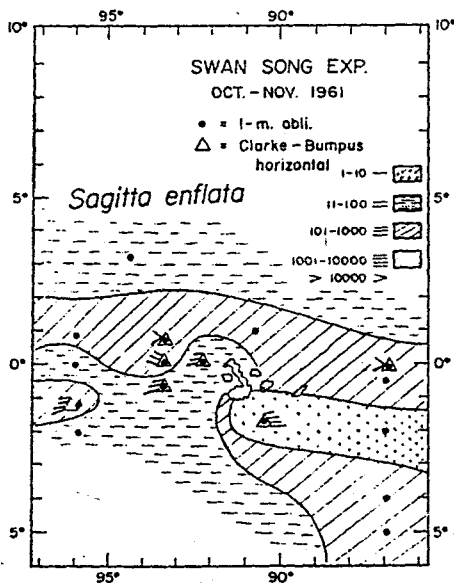 95° 90°
10° 10°
SWAN SONG EXP.
OCT.-NOV. 1961
• = 1-m. obli.
△ = Clarke-Bumpus
horizontal
1-10
5° 5°
Sagitta enflata
11-100
101-1000
1001-10000
> 10000 >
0° 0°
5° 5°
95° 90°